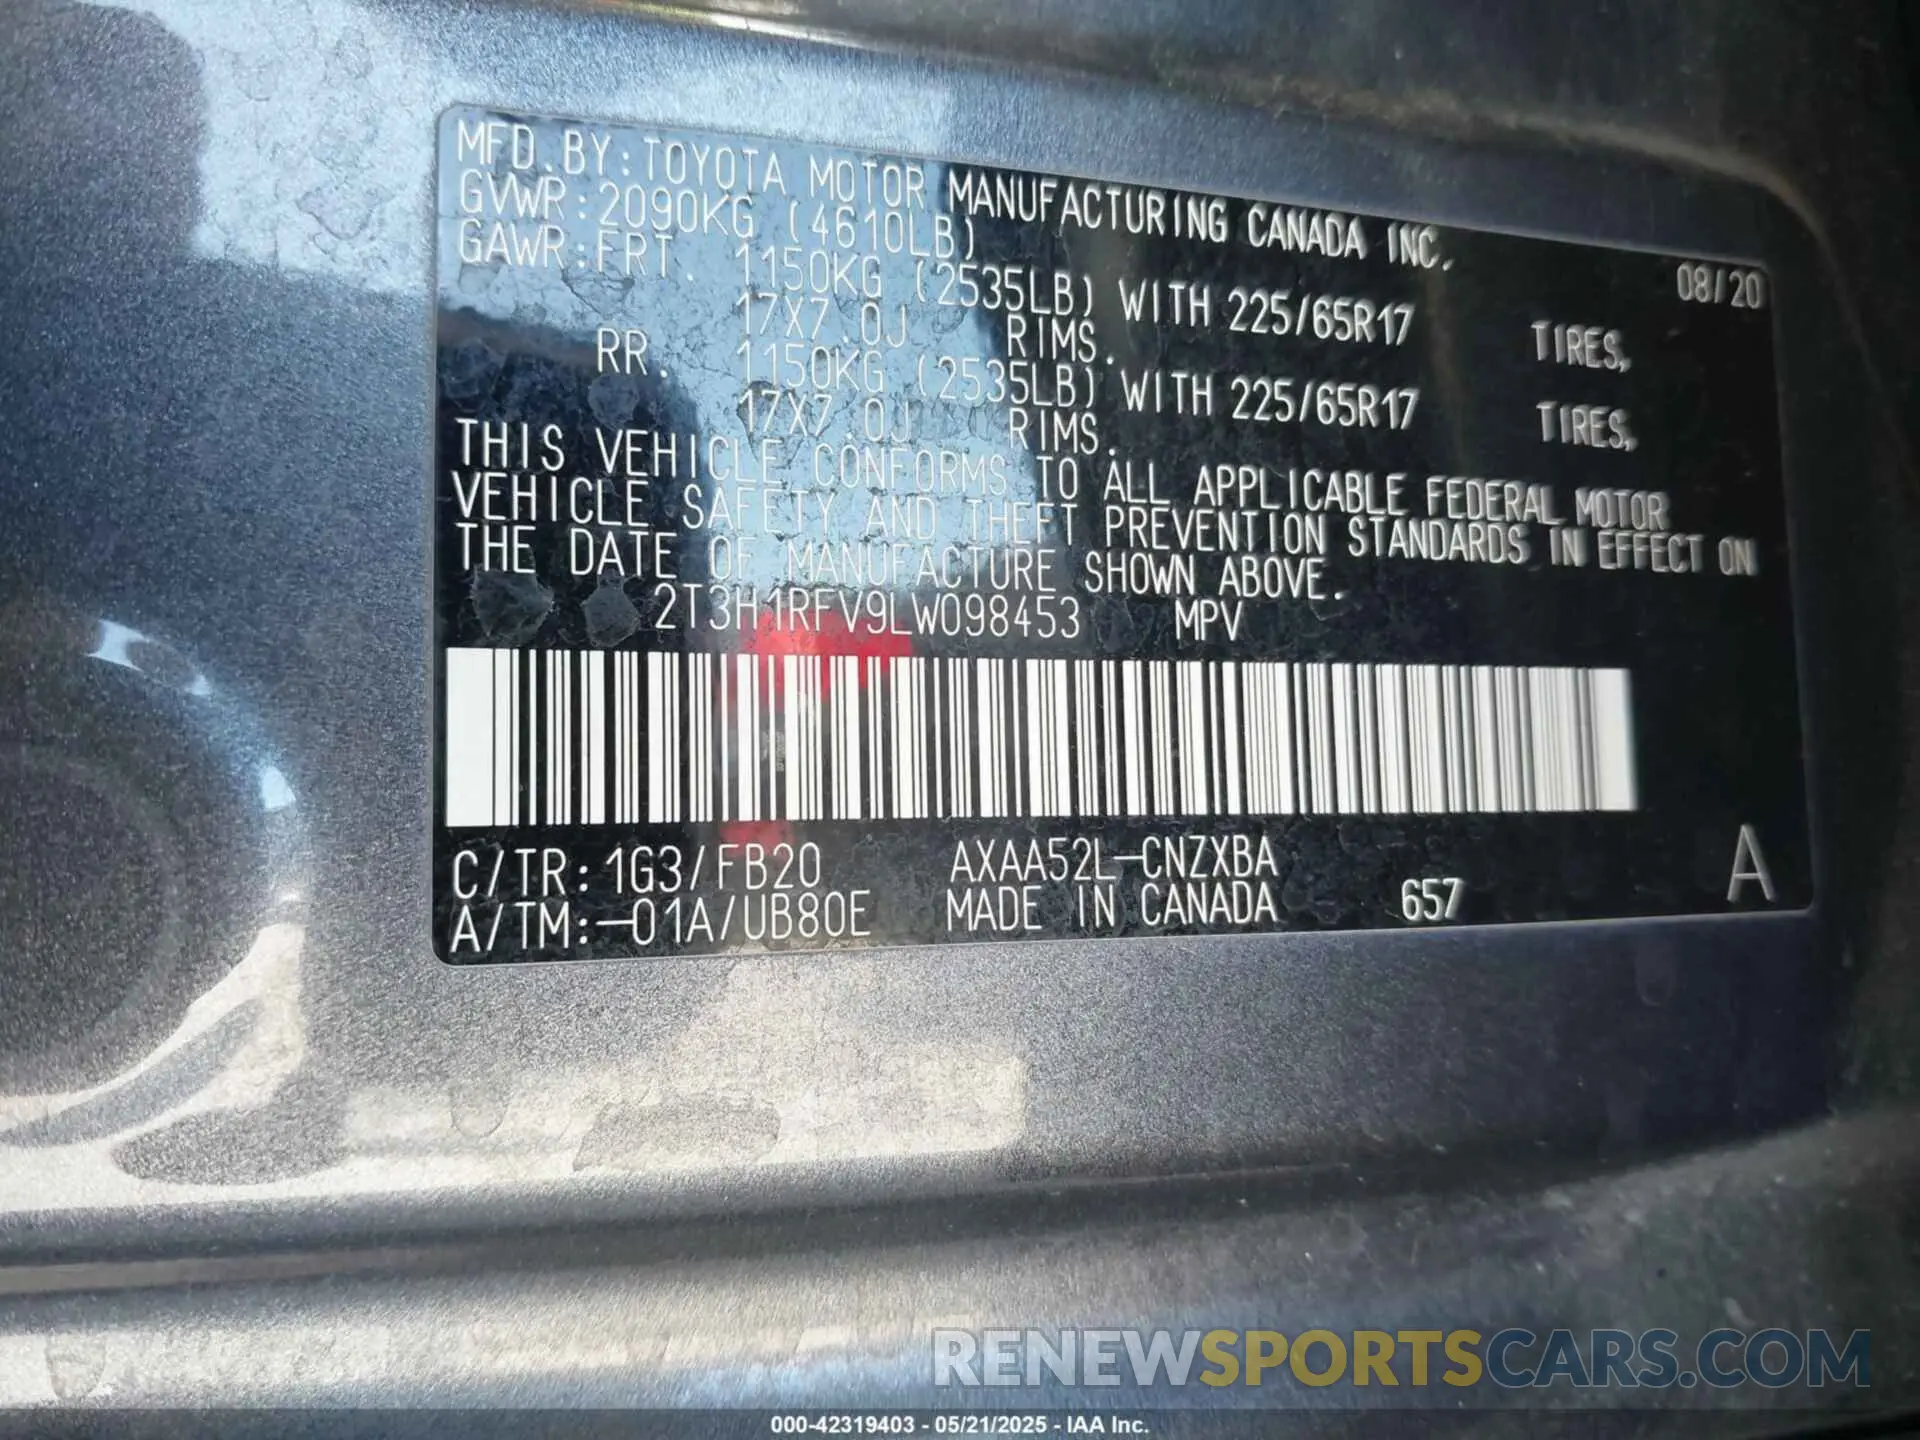 MFD.BY:TOYOTA MOTOR MANUFACTURING CANADA INC.
GVWR:2090KG (4610LB) 08/20
GAWR:FRT. 1150KG (2535LB) WITH 225/65R17 TIRES,
17X7.0J RIMS.
RR. 1150KG (2535LB) WITH 225/65R17 TIRES,
17X7.0J RIMS.
THIS VEHICLE CONFORMS TO ALL APPLICABLE FEDERAL MOTOR
VEHICLE SAFETY AND THEFT PREVENTION STANDARDS IN EFFECT ON
THE DATE OF MANUFACTURE SHOWN ABOVE.
2T3H1RFV9LW098453 MPV
C/TR:1G3/FB20 AXAA52L-CNZXBA A
A/TM:-01A/UB80E MADE IN CANADA 657
RENEWSPORTSCARS.COM
000-42319403 - 05/21/2025 - IAA Inc.